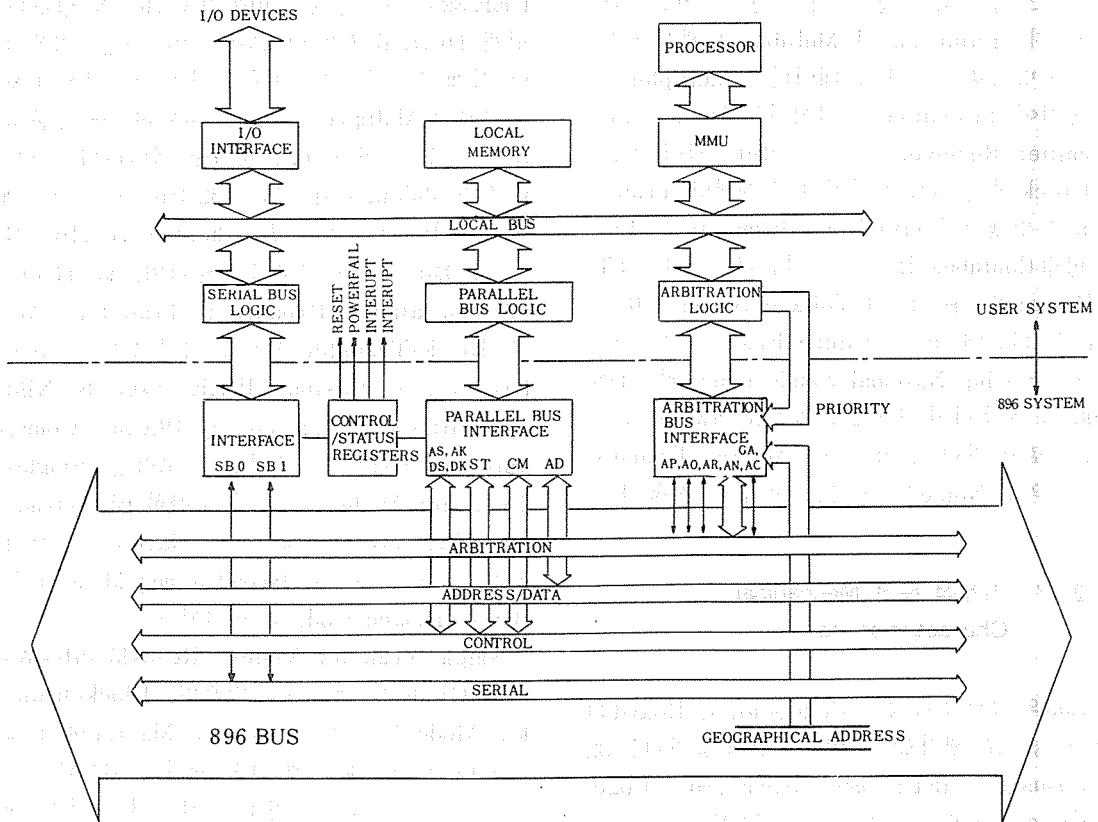 I/O DEVICES
PROCESSOR
I/O
INTERFACE
LOCAL
MEMORY
MMU
LOCAL BUS
SERIAL BUS
LOGIC
RESET
POWERFAIL
INTERUPT
INTERUPT
PARALLEL
BUS LOGIC
ARBITRATION
LOGIC
USER SYSTEM
896 SYSTEM
PRIORITY
INTERFACE
SB0 SB1
CONTROL
/STATUS
REGISTERS
PARALLEL BUS
INTERFACE
AS, AK
DS, DK ST CM AD
ARBITRATION
BUS
INTERFACE
GA,
AP, AO, AR, AN, AC
ARBITRATION
ADDRESS/DATA
CONTROL
SERIAL
896 BUS
GEOGRAPHICAL ADDRESS